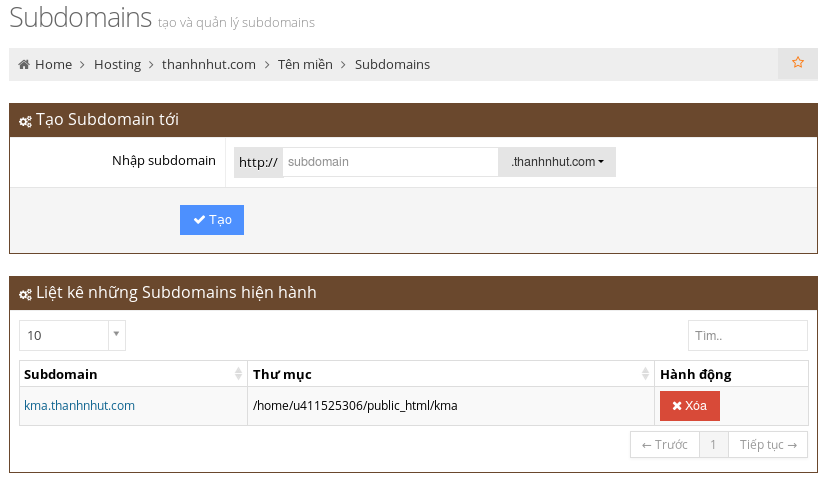 Subdomains tạo và quản lý subdomains
Home > Hosting > thanhnhut.com > Tên miền > Subdomains
Tạo Subdomain tới
Nhập subdomain http:// subdomain .thanhnhut.com
Tạo
Liệt kê những Subdomains hiện hành
10 Tìm..
Subdomain Thư mục Hành động
kma.thanhnhut.com /home/u411525306/public_html/kma Xóa
← Trước 1 Tiếp tục →